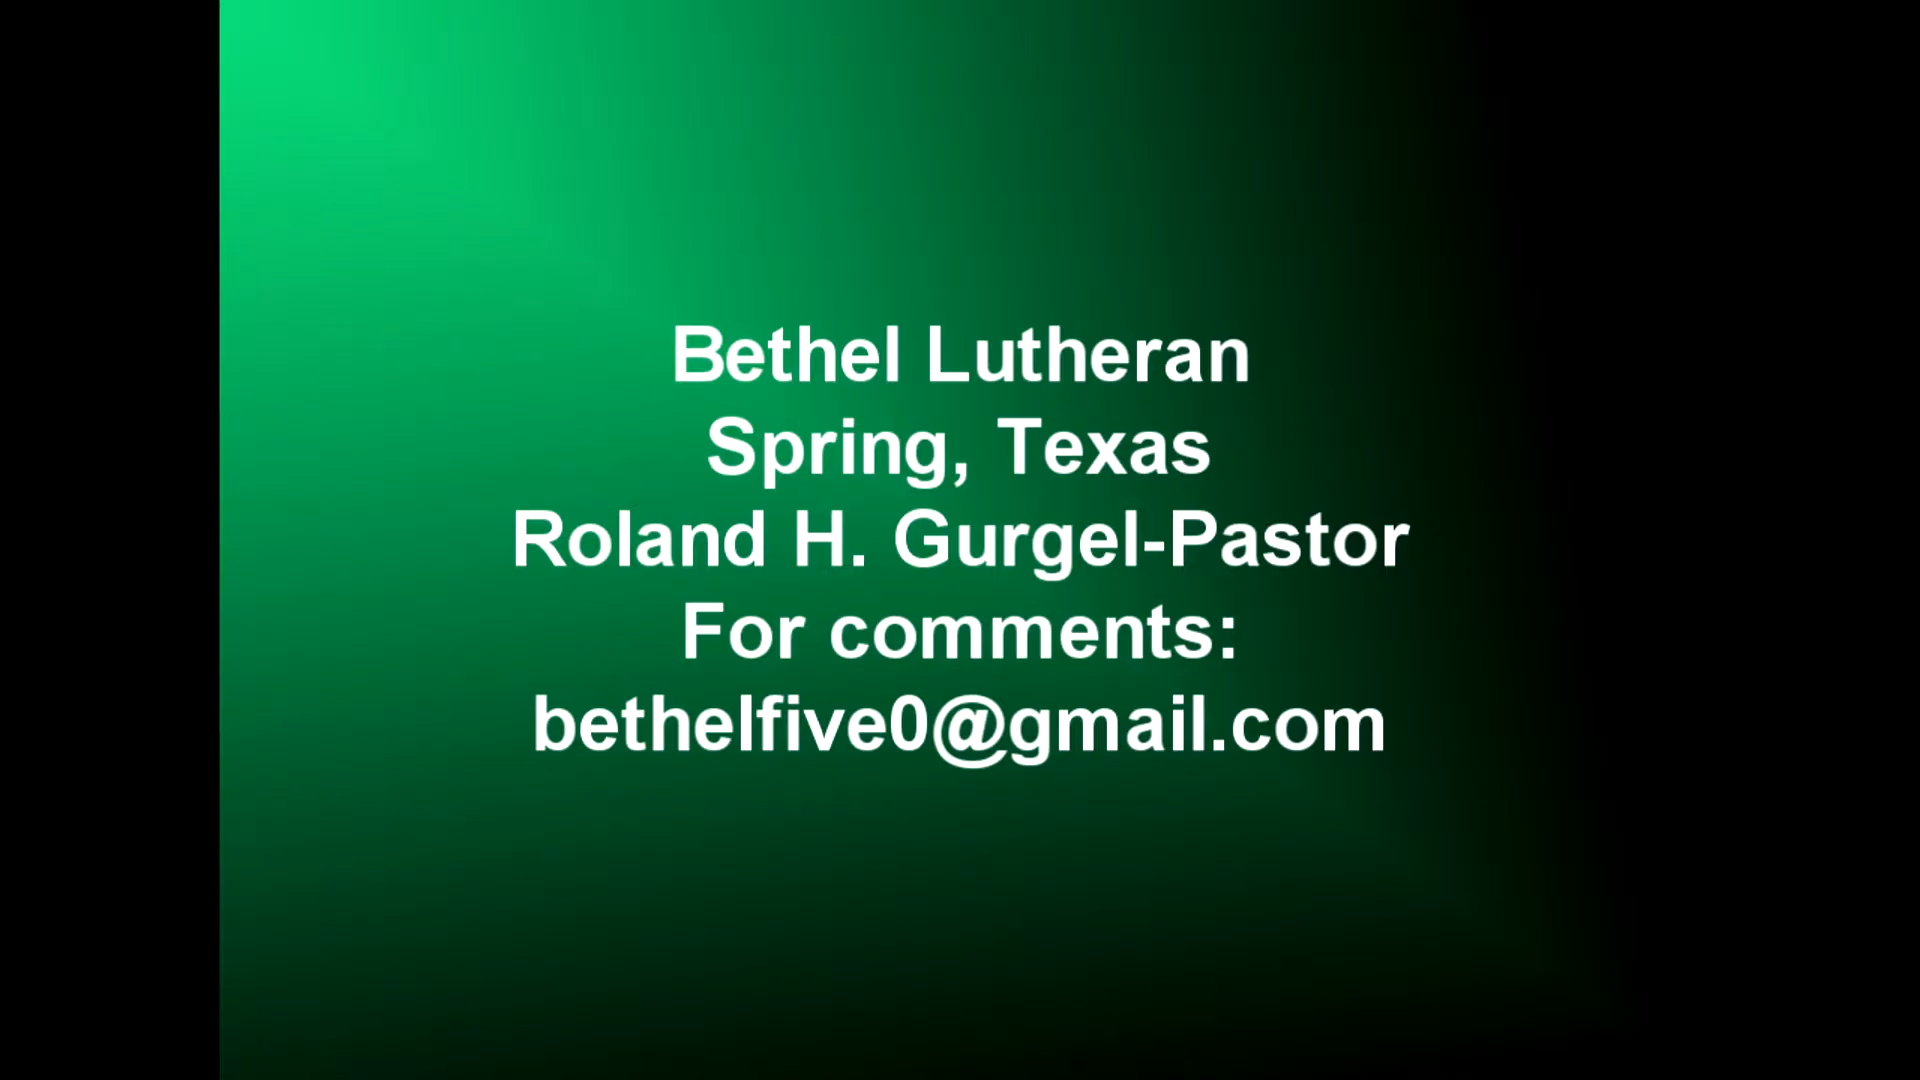 Bethel Lutheran
Spring, Texas
Roland H. Gurgel-Pastor
For comments:
bethelfive0@gmail.com